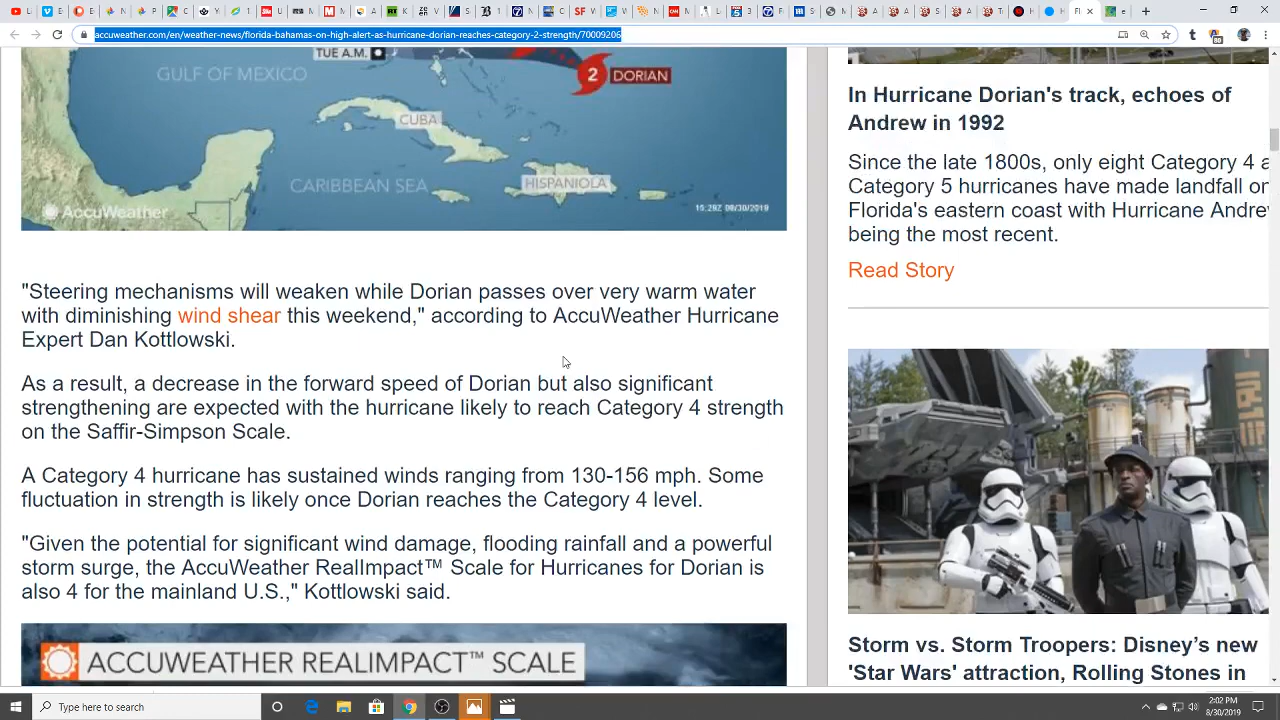 accuweather.com/en/weather-news/florida-bahamas-on-high-alert-as-hurricane-dorian-reaches-category-2-strength/70009206
TUE A.M.
GULF OF MEXICO
2 DORIAN
CUBA
CARIBBEAN SEA
HISPANIOLA
AccuWeather
15:29Z 08/30/2019
"Steering mechanisms will weaken while Dorian passes over very warm water
with diminishing wind shear this weekend," according to AccuWeather Hurricane
Expert Dan Kottlowski.
As a result, a decrease in the forward speed of Dorian but also significant
strengthening are expected with the hurricane likely to reach Category 4 strength
on the Saffir-Simpson Scale.
A Category 4 hurricane has sustained winds ranging from 130-156 mph. Some
fluctuation in strength is likely once Dorian reaches the Category 4 level.
"Given the potential for significant wind damage, flooding rainfall and a powerful
storm surge, the AccuWeather RealImpact™ Scale for Hurricanes for Dorian is
also 4 for the mainland U.S.," Kottlowski said.
ACCUWEATHER REALIMPACT™ SCALE
In Hurricane Dorian's track, echoes of
Andrew in 1992
Since the late 1800s, only eight Category 4 a
Category 5 hurricanes have made landfall on
Florida's eastern coast with Hurricane Andrew
being the most recent.
Read Story
Storm vs. Storm Troopers: Disney's new
'Star Wars' attraction, Rolling Stones in
Type here to search
2:02 PM
8/30/2019